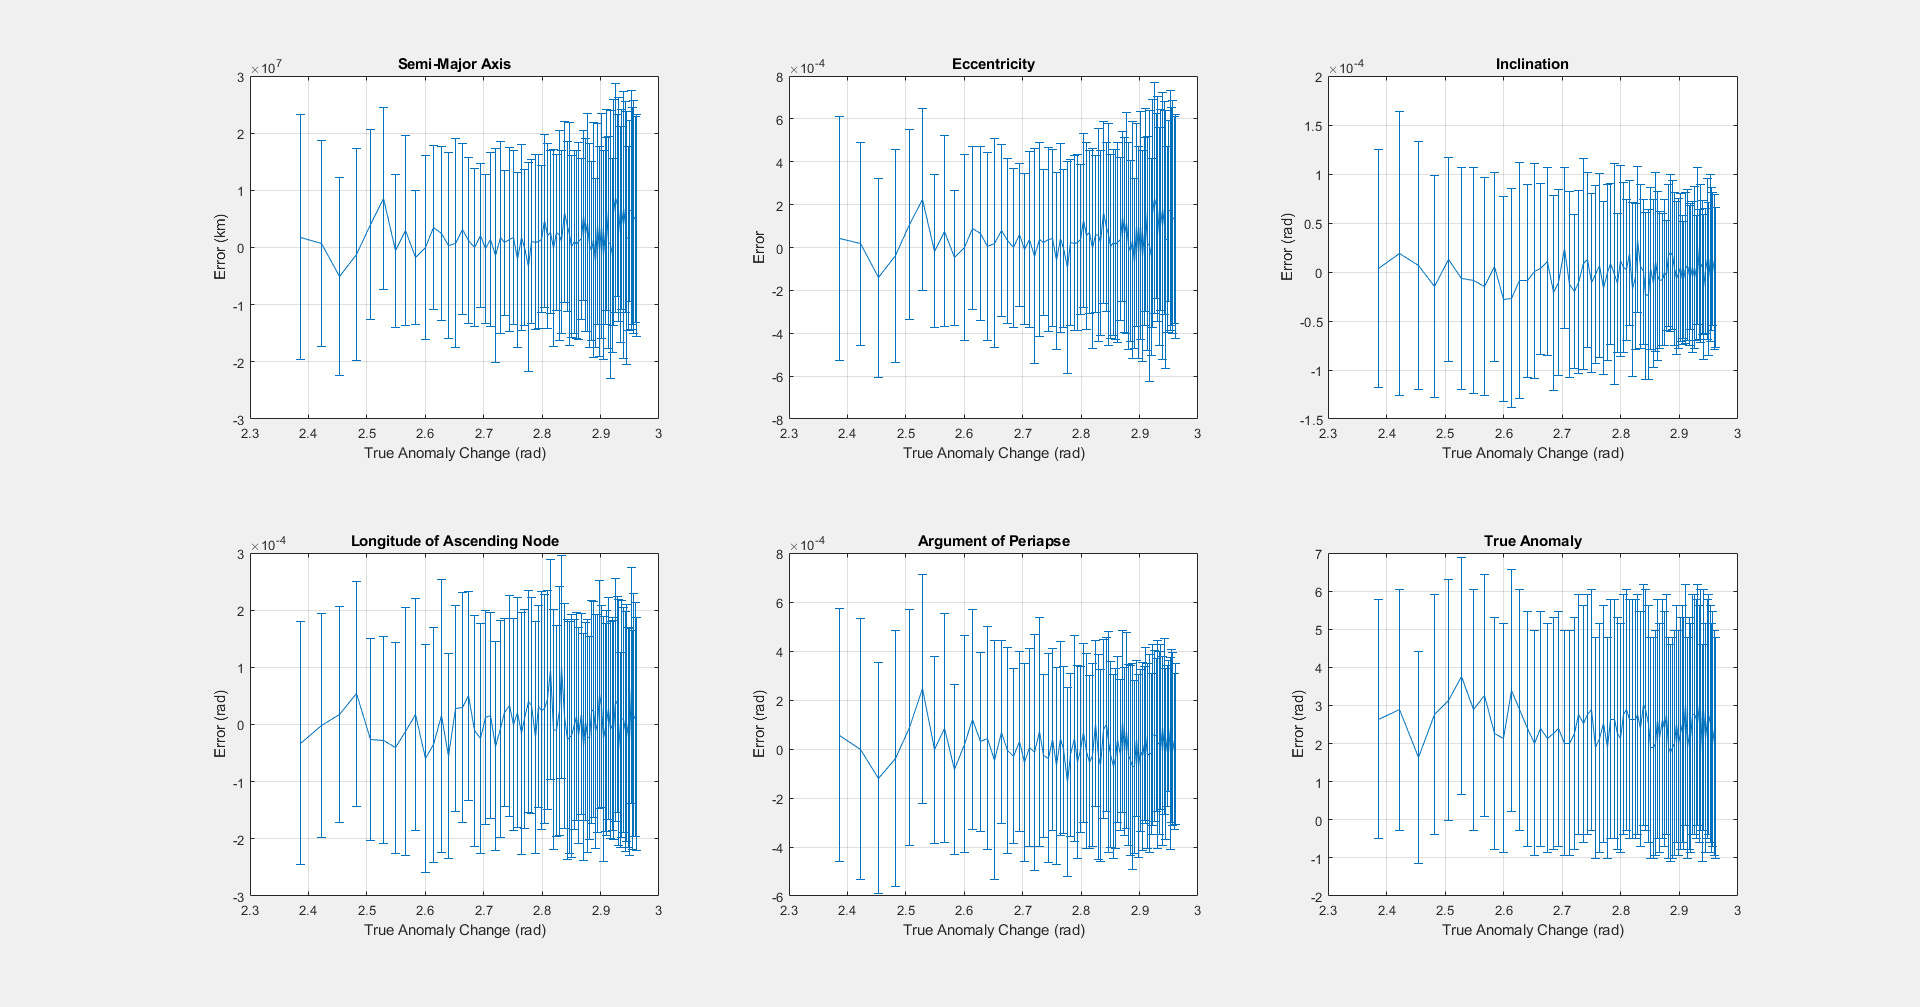 Semi-Major Axis
×10^7
3
2
1
0
-1
-2
-3
Error (km)
2.3 2.4 2.5 2.6 2.7 2.8 2.9 3
True Anomaly Change (rad)
Eccentricity
×10^-4
8
6
4
2
0
-2
-4
-6
-8
Error
2.3 2.4 2.5 2.6 2.7 2.8 2.9 3
True Anomaly Change (rad)
Inclination
×10^-4
2
1.5
1
0.5
0
-0.5
-1
-1.5
Error (rad)
2.3 2.4 2.5 2.6 2.7 2.8 2.9 3
True Anomaly Change (rad)
Longitude of Ascending Node
×10^-4
3
2
1
0
-1
-2
-3
Error (rad)
2.3 2.4 2.5 2.6 2.7 2.8 2.9 3
True Anomaly Change (rad)
Argument of Periapse
×10^-4
8
6
4
2
0
-2
-4
-6
Error (rad)
2.3 2.4 2.5 2.6 2.7 2.8 2.9 3
True Anomaly Change (rad)
True Anomaly
7
6
5
4
3
2
1
0
-1
-2
Error (rad)
2.3 2.4 2.5 2.6 2.7 2.8 2.9 3
True Anomaly Change (rad)